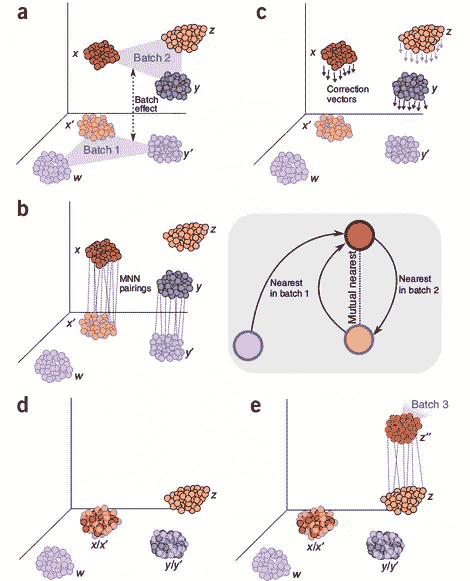 a
x
z
Batch 2
Batch
effect
y
x'
Batch 1
y'
w
c
x
z
Correction
vectors
y
x'
y'
w
b
x
z
MNN
pairings
y
x'
y'
w
Nearest
in batch 1
Mutual nearest
Nearest
in batch 2
d
z
x/x'
y/y'
w
e
Batch 3
z''
z
x/x'
y/y'
w